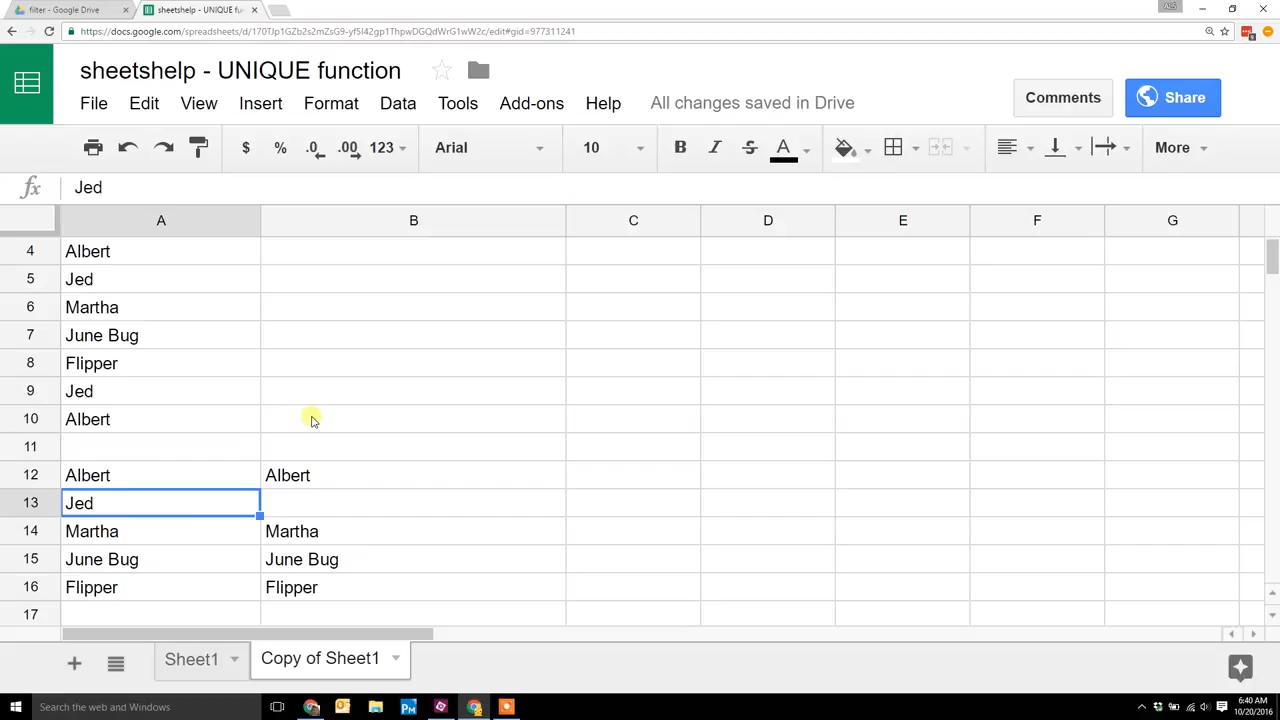 filter - Google Drive
sheetshelp - UNIQUE fun
sheetshelp - UNIQUE function
File Edit View Insert Format Data Tools Add-ons Help All changes saved in Drive
Comments
Share
$ % .0 .00 123 Arial 10 B I S A More
fx Jed
A B C D E F G
4 Albert
5 Jed
6 Martha
7 June Bug
8 Flipper
9 Jed
10 Albert
11
12 Albert Albert
13 Jed
14 Martha Martha
15 June Bug June Bug
16 Flipper Flipper
17
Sheet1 Copy of Sheet1
Search the web and Windows
6:40 AM
10/20/2016